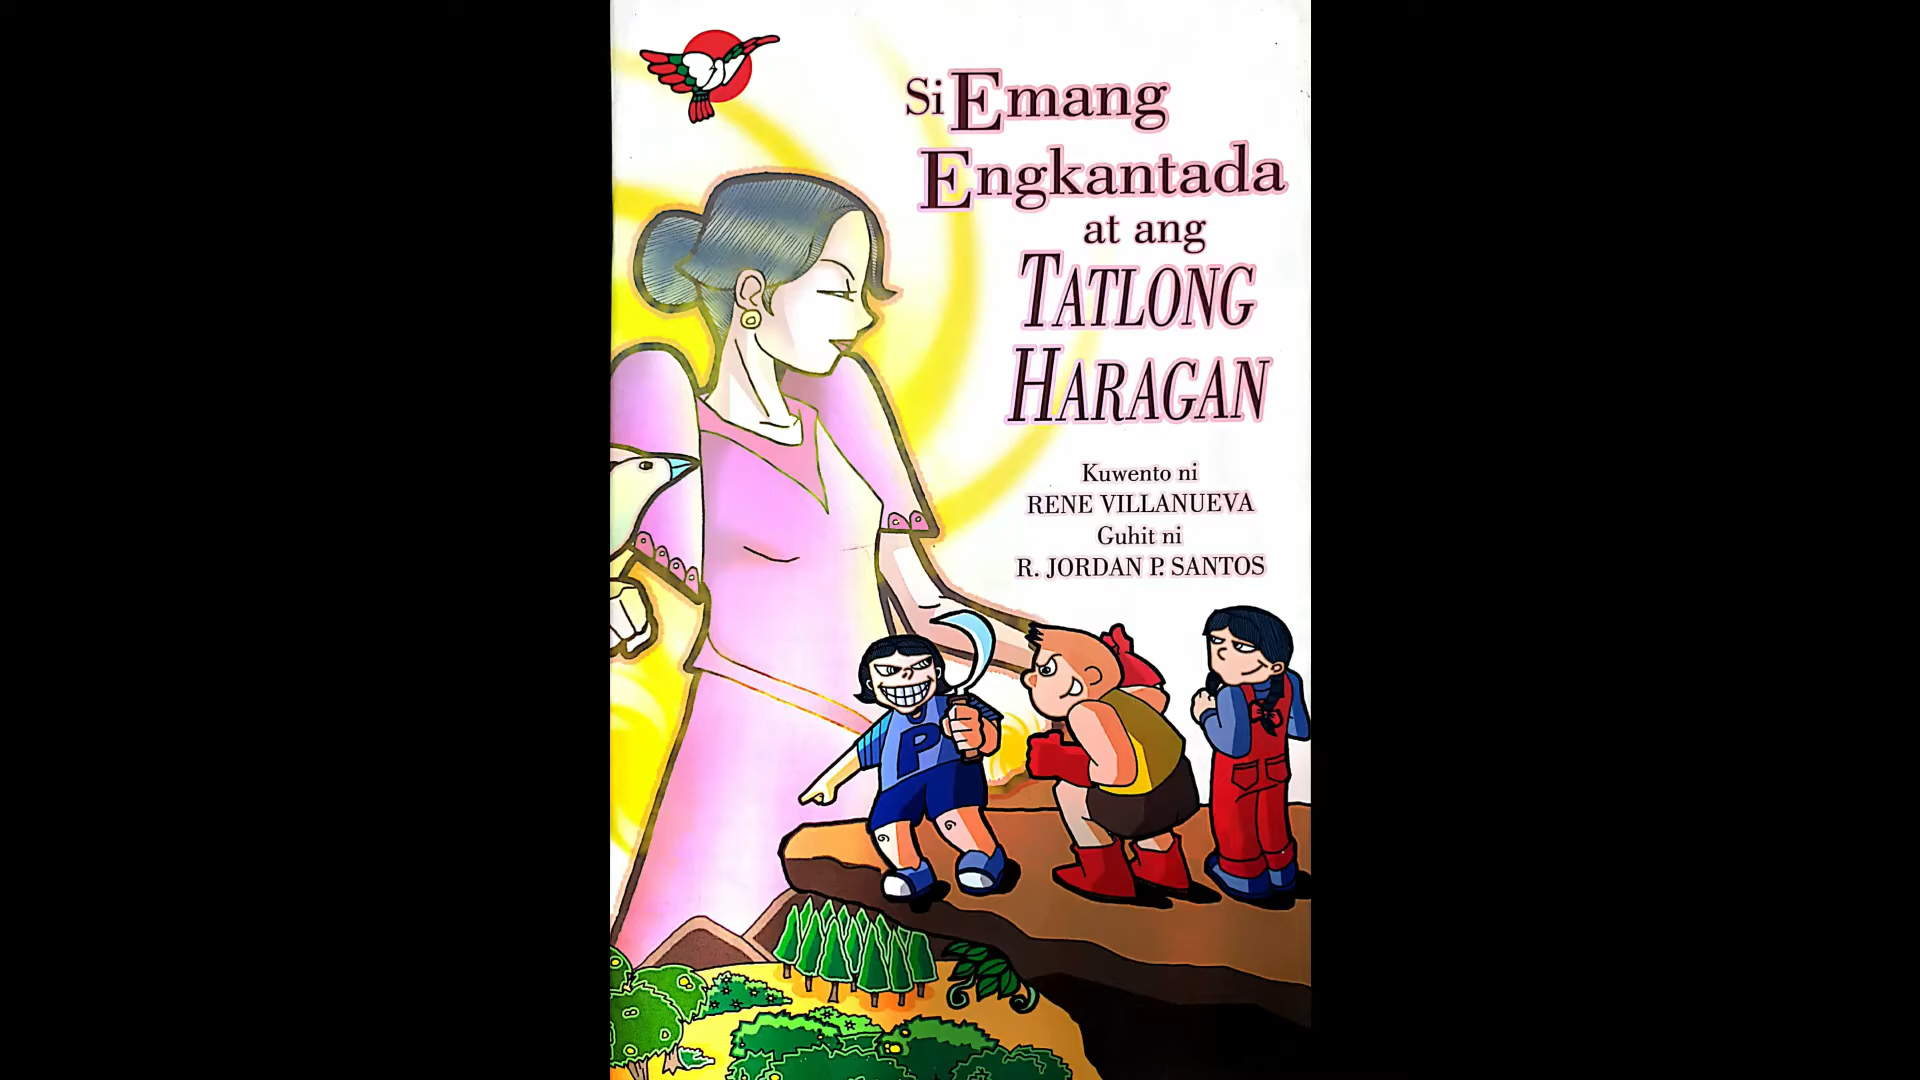 Si Emang
Engkantada
at ang
TATLONG
HARAGAN
Kuwento ni
RENE VILLANUEVA
Guhit ni
R. JORDAN P. SANTOS
P